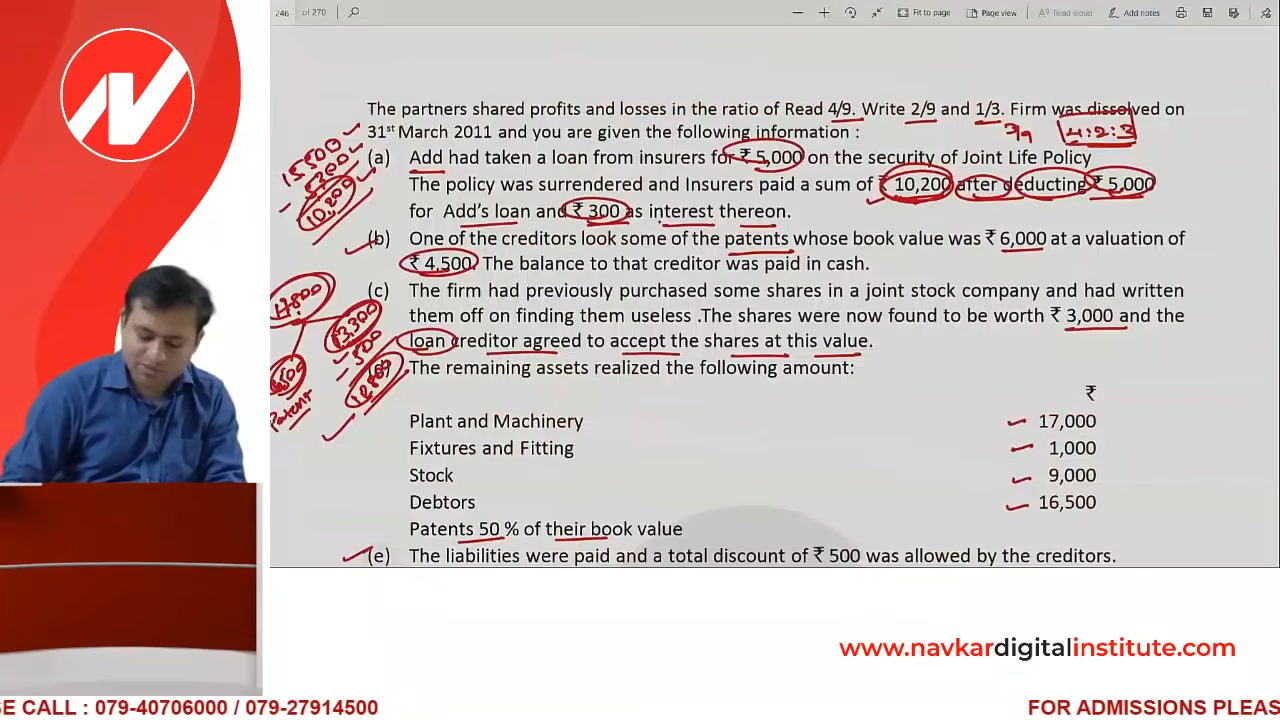 246 of 270 Fit to page Page view Read aloud Add notes
The partners shared profits and losses in the ratio of Read 4/9. Write 2/9 and 1/3. Firm was dissolved on
3/9 4:2:3
31st March 2011 and you are given the following information :
15,500
- 5300
10,200
(a) Add had taken a loan from insurers for ₹ 5,000 on the security of Joint Life Policy
The policy was surrendered and Insurers paid a sum of ₹ 10,200 after deducting ₹ 5,000
for Add's loan and ₹ 300 as interest thereon.
(b) One of the creditors look some of the patents whose book value was ₹ 6,000 at a valuation of
₹ 4,500. The balance to that creditor was paid in cash.
(c) The firm had previously purchased some shares in a joint stock company and had written
them off on finding them useless .The shares were now found to be worth ₹ 3,000 and the
loan creditor agreed to accept the shares at this value.
17,800
13,300
- 500
12,800
4,500
Patent
The remaining assets realized the following amount:
₹
Plant and Machinery 17,000
Fixtures and Fitting 1,000
Stock 9,000
Debtors 16,500
Patents 50 % of their book value
(e) The liabilities were paid and a total discount of ₹ 500 was allowed by the creditors.
www.navkardigitalinstitute.com
SE CALL : 079-40706000 / 079-27914500 FOR ADMISSIONS PLEAS